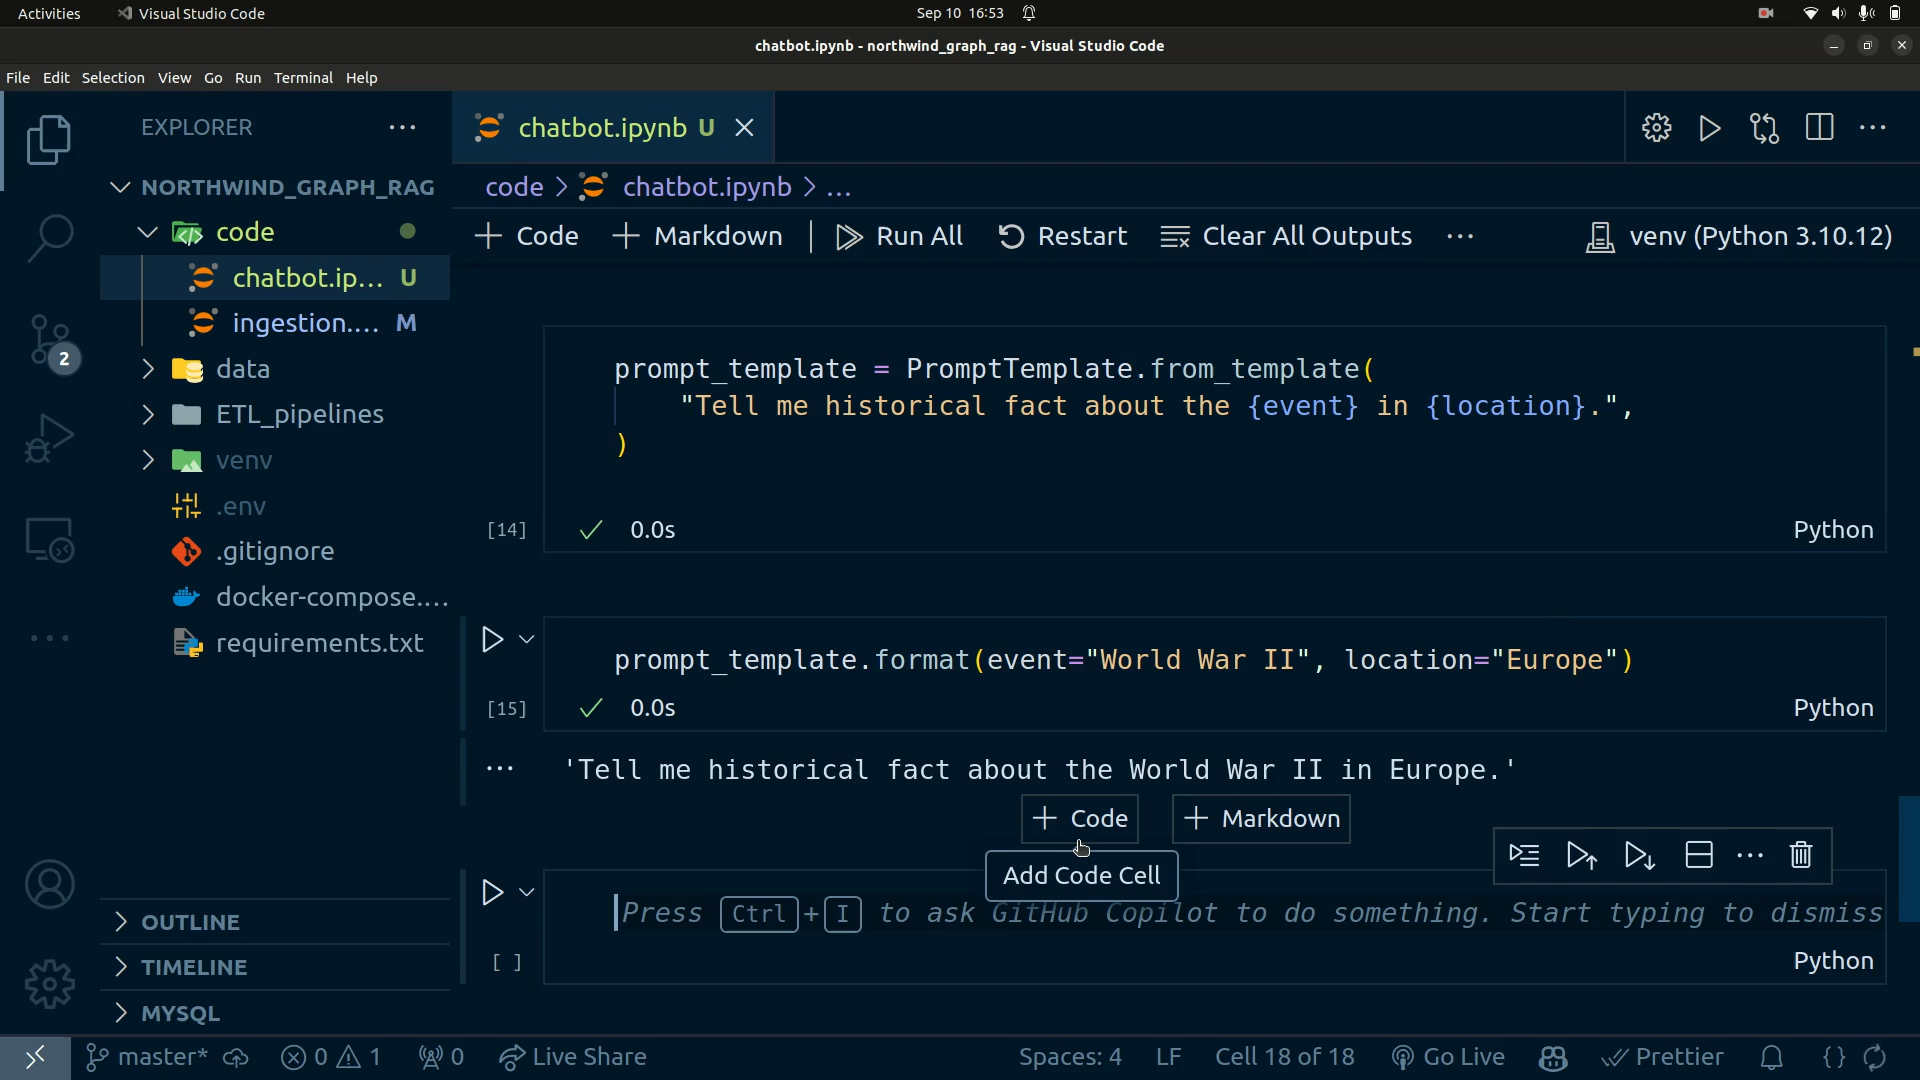 Activities
Visual Studio Code
Sep 10 16:53
chatbot.ipynb - northwind_graph_rag - Visual Studio Code
File Edit Selection View Go Run Terminal Help
EXPLORER
NORTHWIND_GRAPH_RAG
code
chatbot.ip... U
ingestion.... M
data
ETL_pipelines
venv
.env
.gitignore
docker-compose....
requirements.txt
OUTLINE
TIMELINE
MYSQL
2
chatbot.ipynb U
code > chatbot.ipynb > ...
+ Code + Markdown | Run All Restart Clear All Outputs ... venv (Python 3.10.12)
prompt_template = PromptTemplate.from_template(
"Tell me historical fact about the {event} in {location}.",
)
[14] 0.0s Python
prompt_template.format(event="World War II", location="Europe")
[15] 0.0s Python
'Tell me historical fact about the World War II in Europe.'
+ Code + Markdown
Add Code Cell
Press Ctrl+I to ask GitHub Copilot to do something. Start typing to dismiss
[ ] Python
master* 0 1 0 Live Share Spaces: 4 LF Cell 18 of 18 Go Live Prettier {}